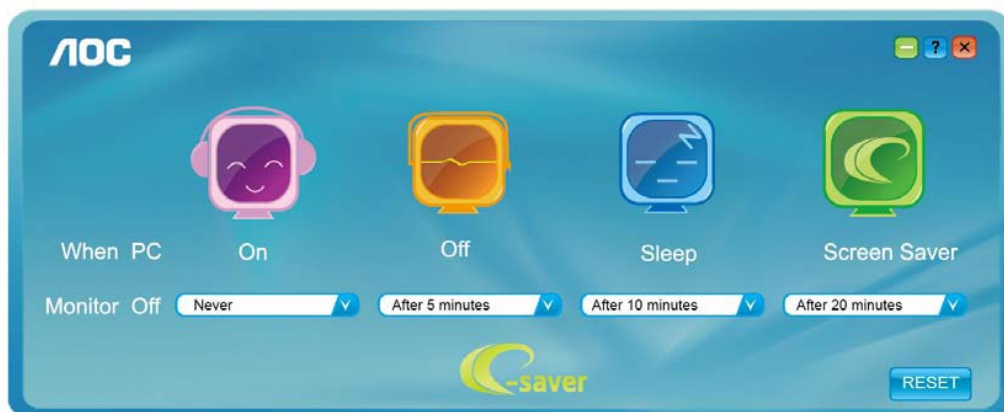 AOC
?
When PC On Off Sleep Screen Saver
Monitor Off Never After 5 minutes After 10 minutes After 20 minutes
e-saver
RESET